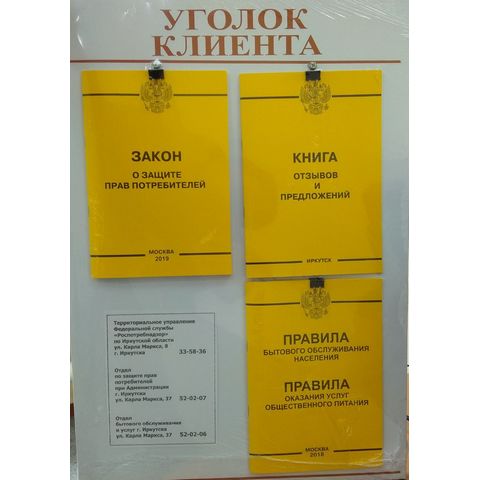 УГОЛОК
КЛИЕНТА
ЗАКОН
О ЗАЩИТЕ
ПРАВ ПОТРЕБИТЕЛЕЙ
МОСКВА
2019
КНИГА
ОТЗЫВОВ
И
ПРЕДЛОЖЕНИЙ
ИРКУТСК
Территориальное управление
Федеральной службы
«Роспотребнадзор»
по Иркутской области
ул. Карла Маркса, 8
г. Иркутска 33-58-36
Отдел
по защите прав
потребителей
при Администрации
г. Иркутска
ул. Карла Маркса, 37 52-02-07
Отдел
бытового обслуживания
и услуг г. Иркутска
ул. Карла Маркса, 37 52-02-06
ПРАВИЛА
БЫТОВОГО ОБСЛУЖИВАНИЯ
НАСЕЛЕНИЯ
ПРАВИЛА
ОКАЗАНИЯ УСЛУГ
ОБЩЕСТВЕННОГО ПИТАНИЯ
МОСКВА
2018